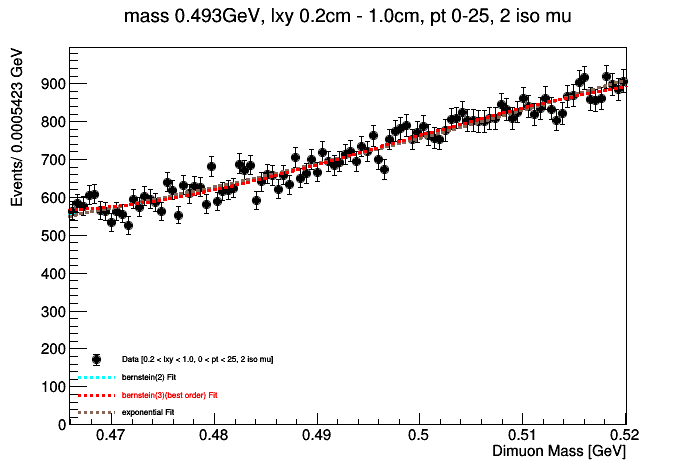 mass 0.493GeV, lxy 0.2cm - 1.0cm, pt 0-25, 2 iso mu
Events/ 0.0005423 GeV
900
800
700
600
500
400
300
200
100
0
Data [0.2 < lxy < 1.0, 0 < pt < 25, 2 iso mu]
bernstein(2) Fit
bernstein(3)(best order) Fit
exponential Fit
0.47 0.48 0.49 0.5 0.51 0.52
Dimuon Mass [GeV]